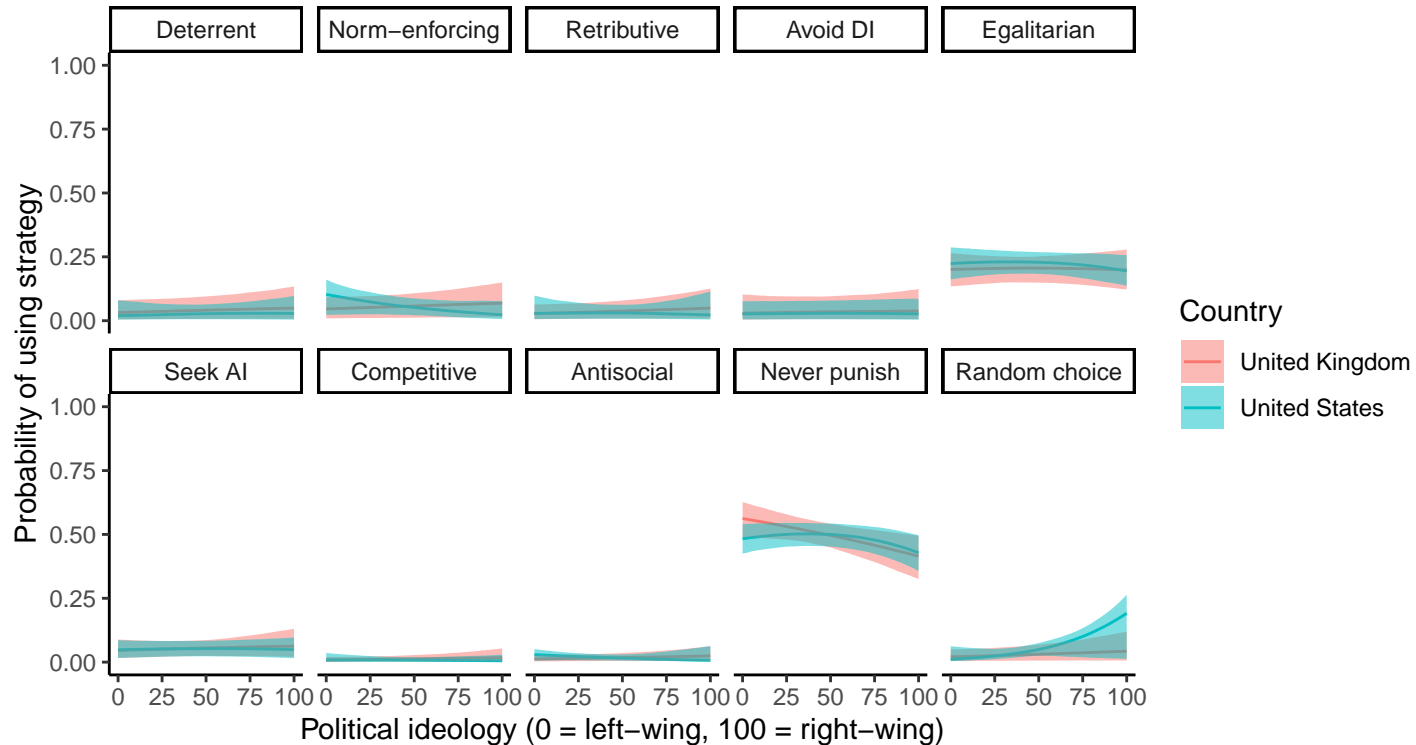 Deterrent Norm−enforcing Retributive Avoid DI Egalitarian
1.00
0.75
0.50
0.25
0.00
Seek AI Competitive Antisocial Never punish Random choice
1.00
0.75
0.50
0.25
0.00
0 25 50 75 100 0 25 50 75 100 0 25 50 75 100 0 25 50 75 100 0 25 50 75 100
Political ideology (0 = left−wing, 100 = right−wing)
Probability of using strategy
Country
United Kingdom
United States